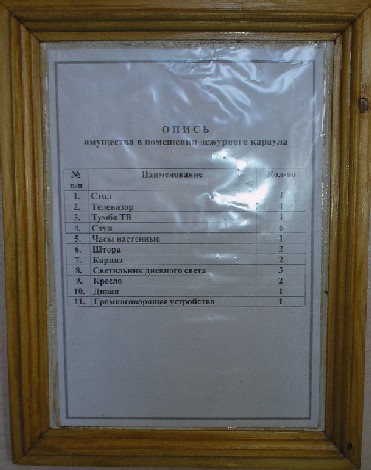 ОПИСЬ
имущества в помещении дежурного караула
№ п/п Наименование Кол-во
1. Стол 1
2. Телевизор 1
3. Тумба ТВ 1
4. Стул 6
5. Часы настенные 1
6. Штора 2
7. Карниз 2
8. Светильник дневного света 3
9. Кресло 2
10. Диван 1
11. Громкоговорящее устройство 1